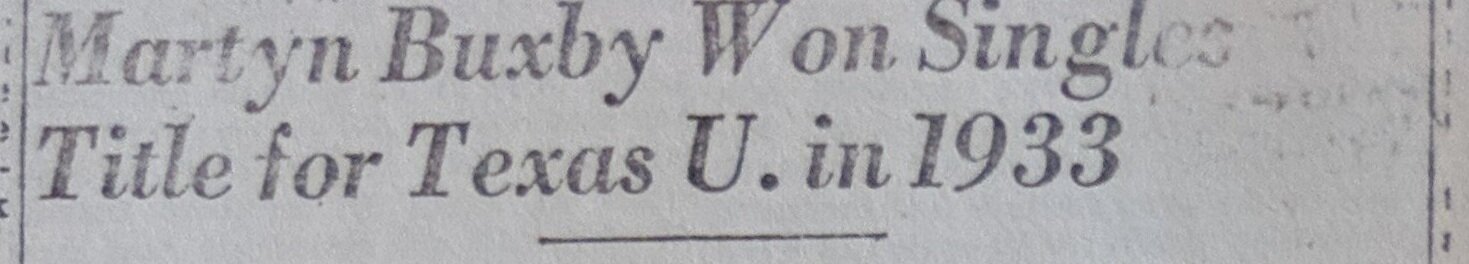 Martyn Buxby Won Singles
Title for Texas U. in 1933